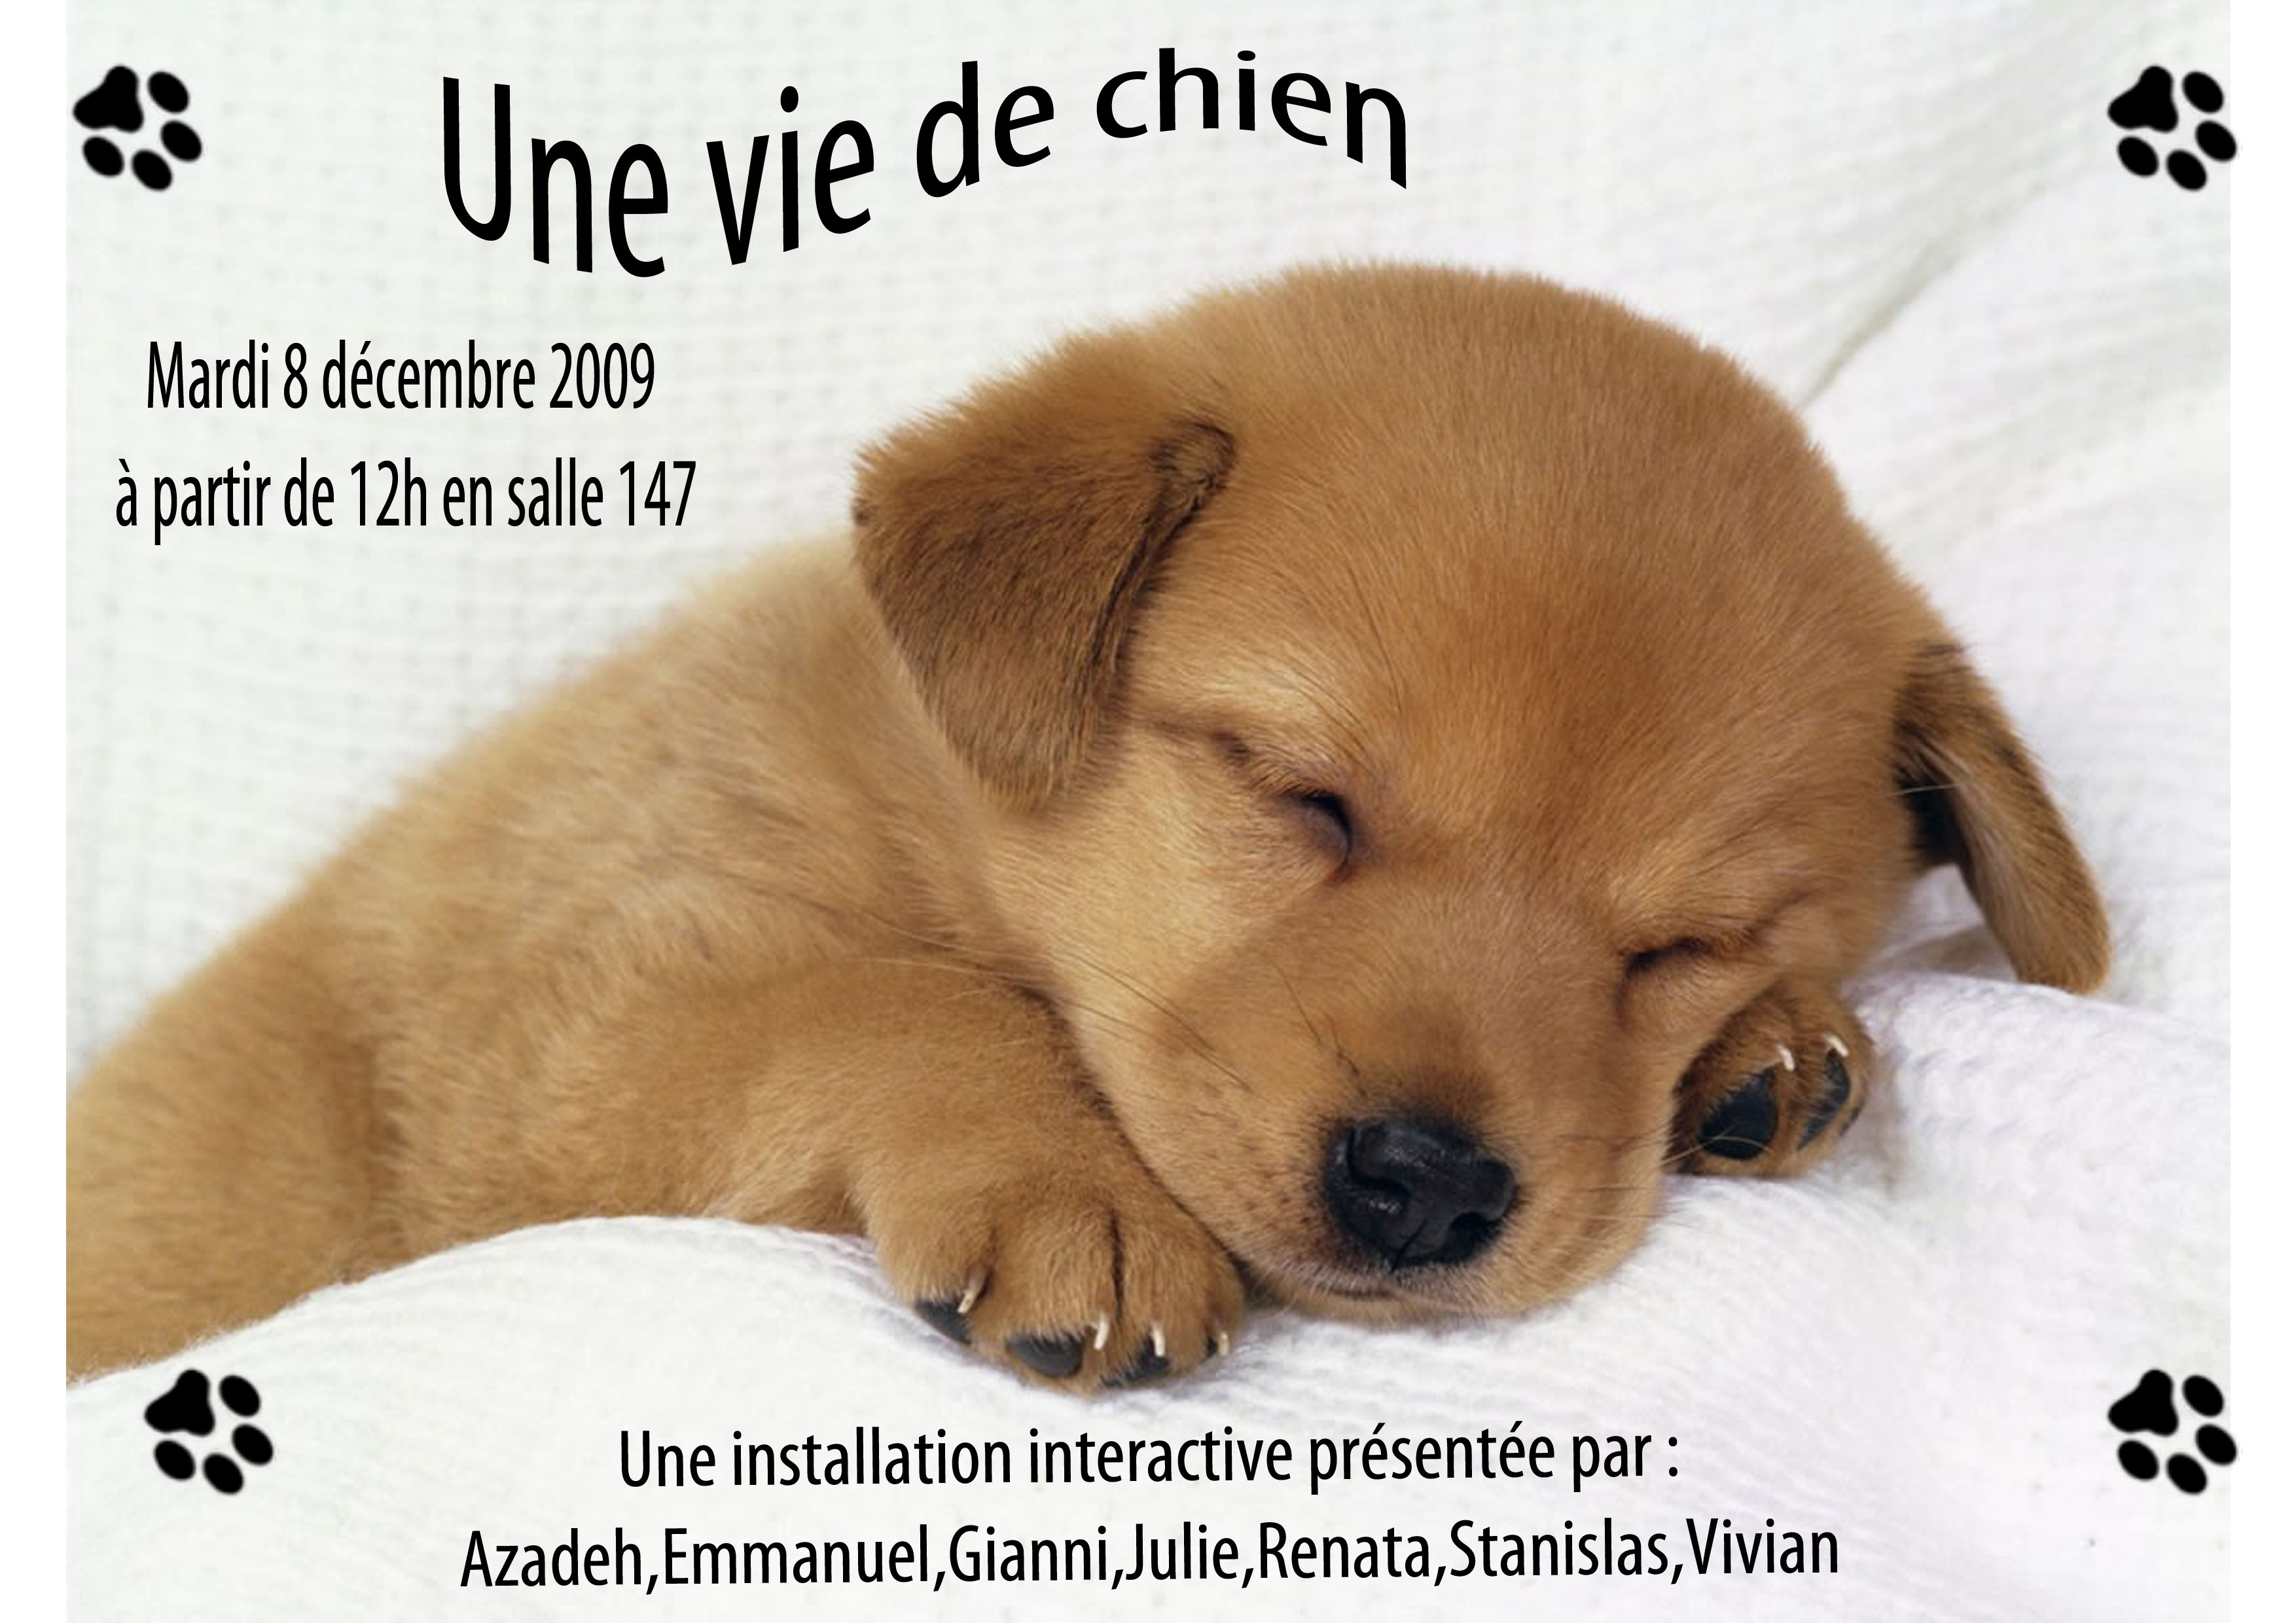 Une vie de chien
Mardi 8 décembre 2009
à partir de 12h en salle 147
Une installation interactive présentée par :
Azadeh,Emmanuel,Gianni,Julie,Renata,Stanislas,Vivian